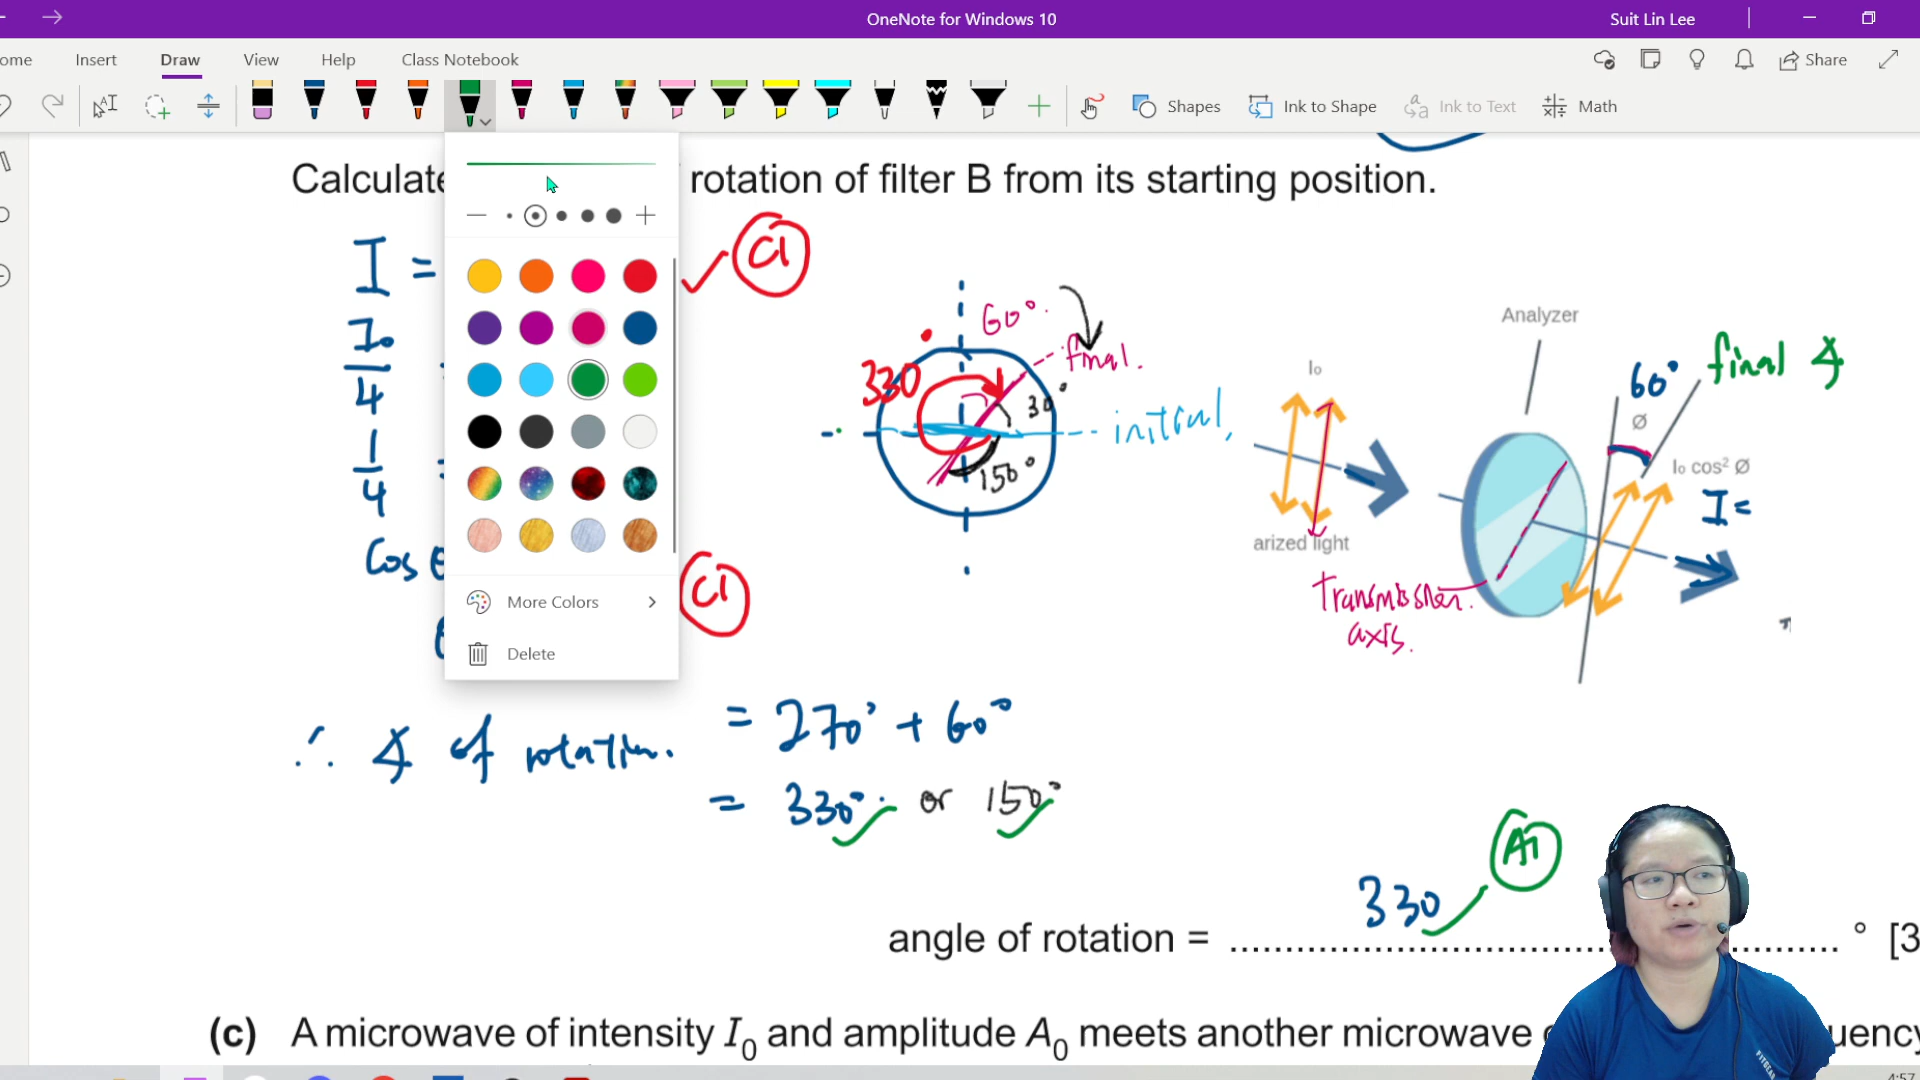 OneNote for Windows 10
Suit Lin Lee
ome Insert Draw View Help Class Notebook
Share
Shapes Ink to Shape Ink to Text Math
Calculate rotation of filter B from its starting position.
I =
C1
I₀/4
1/4
Cos θ
C1
60°
final.
330°
30°
initial,
150°
Analyzer
I₀
60°
final ∠
Ø
I₀ cos² Ø
I =
arized light
Transmission axis.
More Colors
Delete
∴ ∠ of rotation. = 270° + 60°
= 330° or 150°
A1
330
angle of rotation = ............................................ ° [3
(c) A microwave of intensity I₀ and amplitude A₀ meets another microwave
uency
4:57